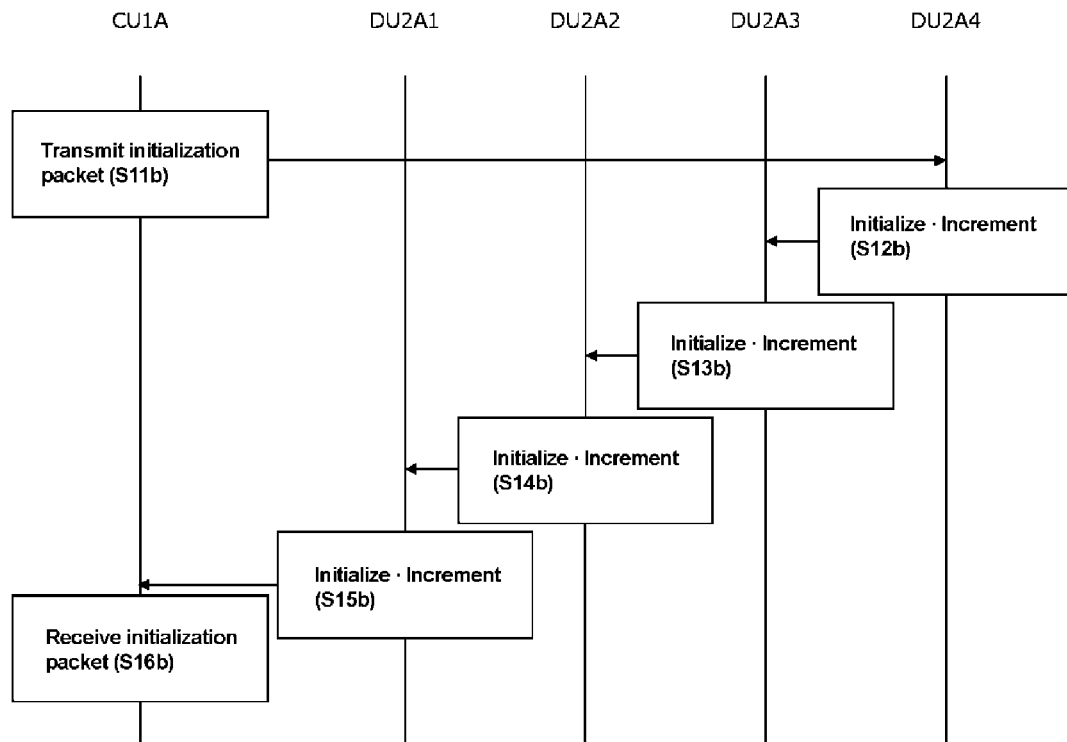 CU1A DU2A1 DU2A2 DU2A3 DU2A4
Transmit initialization
packet (S11b)
Initialize · Increment
(S12b)
Initialize · Increment
(S13b)
Initialize · Increment
(S14b)
Initialize · Increment
(S15b)
Receive initialization
packet (S16b)